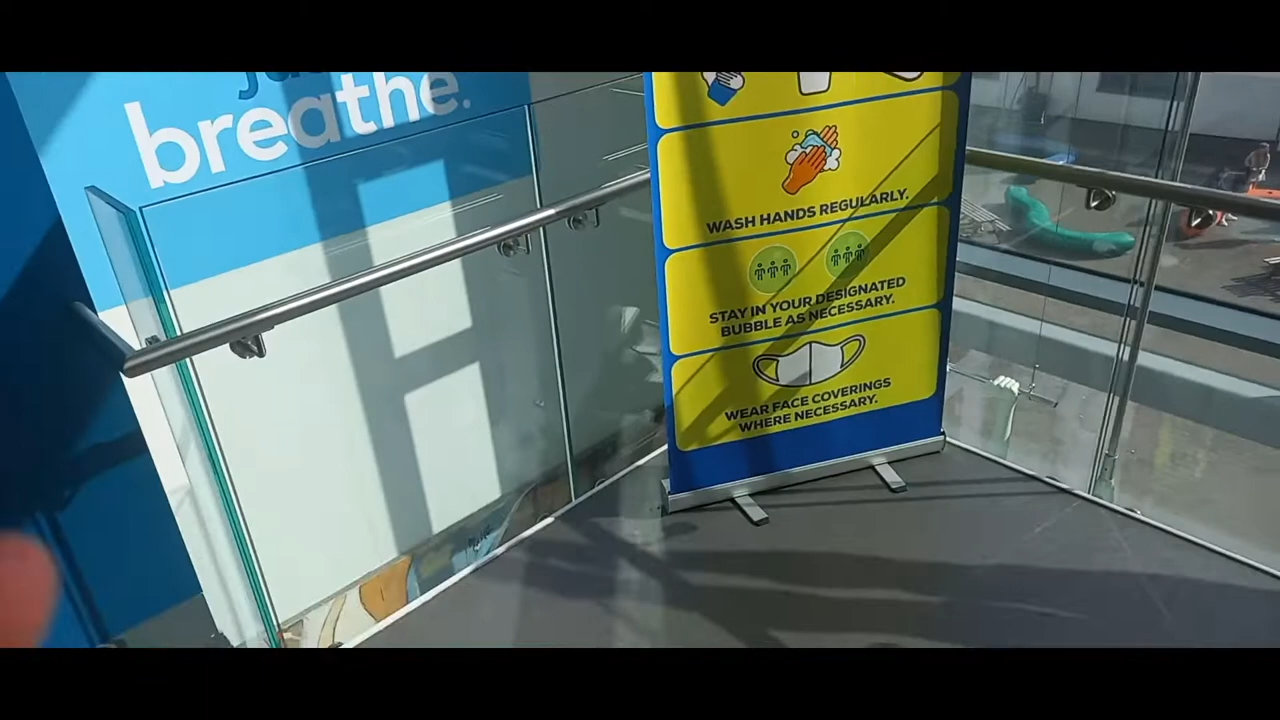 breathe.
WASH HANDS REGULARLY.
STAY IN YOUR DESIGNATED
BUBBLE AS NECESSARY.
WEAR FACE COVERINGS
WHERE NECESSARY.